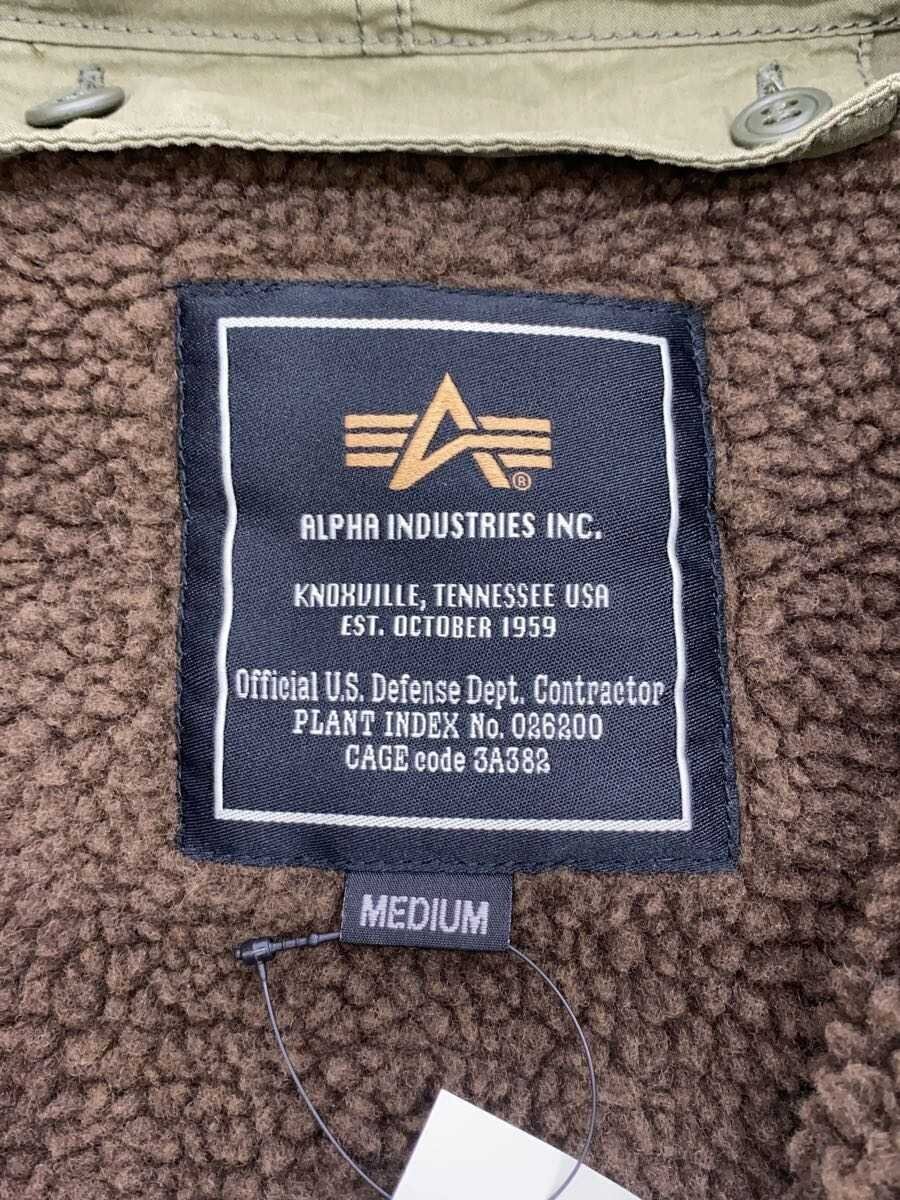 ®
ALPHA INDUSTRIES INC.
KNOXVILLE, TENNESSEE USA
EST. OCTOBER 1959
Official U.S. Defense Dept. Contractor
PLANT INDEX No. 026200
CAGE code 3A382
MEDIUM